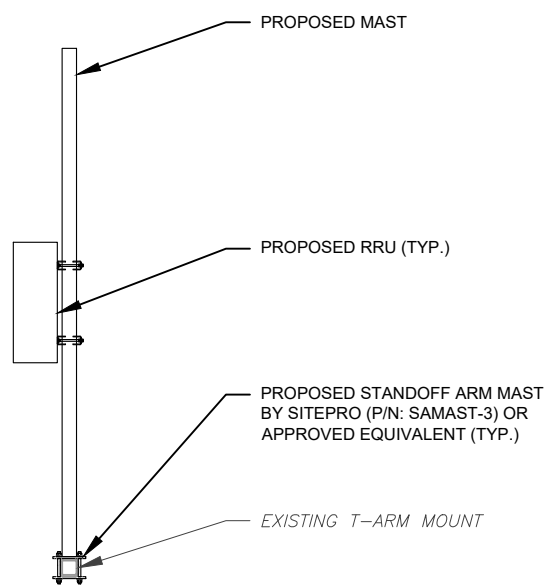 PROPOSED MAST
PROPOSED RRU (TYP.)
PROPOSED STANDOFF ARM MAST
BY SITEPRO (P/N: SAMAST-3) OR
APPROVED EQUIVALENT (TYP.)
EXISTING T-ARM MOUNT